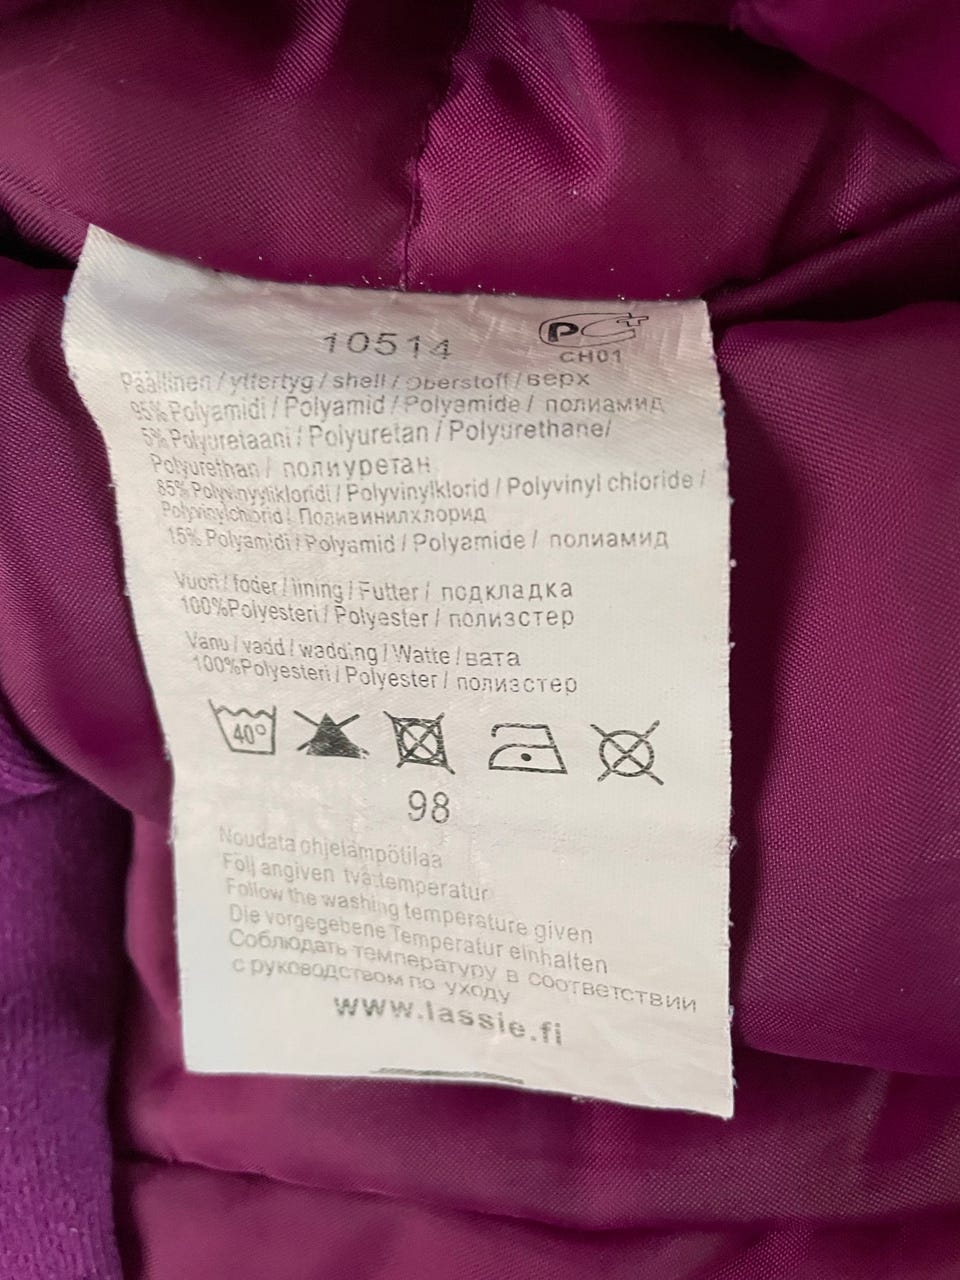 10514
РСТ
CH01
Päällinen / yttertyg / shell / Oberstoff / верх
95% Polyamidi / Polyamid / Polyamide / полиамид
5% Polyuretaani / Polyuretan / Polyurethane/
Polyurethan / полиуретан
85% Polyvinyylikloridi / Polyvinylklorid / Polyvinyl chloride /
Polyvinylchlorid / Поливинилхлорид
15% Polyamidi / Polyamid / Polyamide / полиамид
Vuori / foder / lining / Futter / подкладка
100%Polyesteri / Polyester / полиэстер
Vanu / vadd / wadding / Watte / вата
100%Polyesteri / Polyester / полиэстер
40°
98
Noudata ohjelämpötilaa
Följ angiven tvättemperatur
Follow the washing temperature given
Die vorgegebene Temperatur einhalten
Соблюдать температуру в соответствии
с руководством по уходу
www.lassie.fi